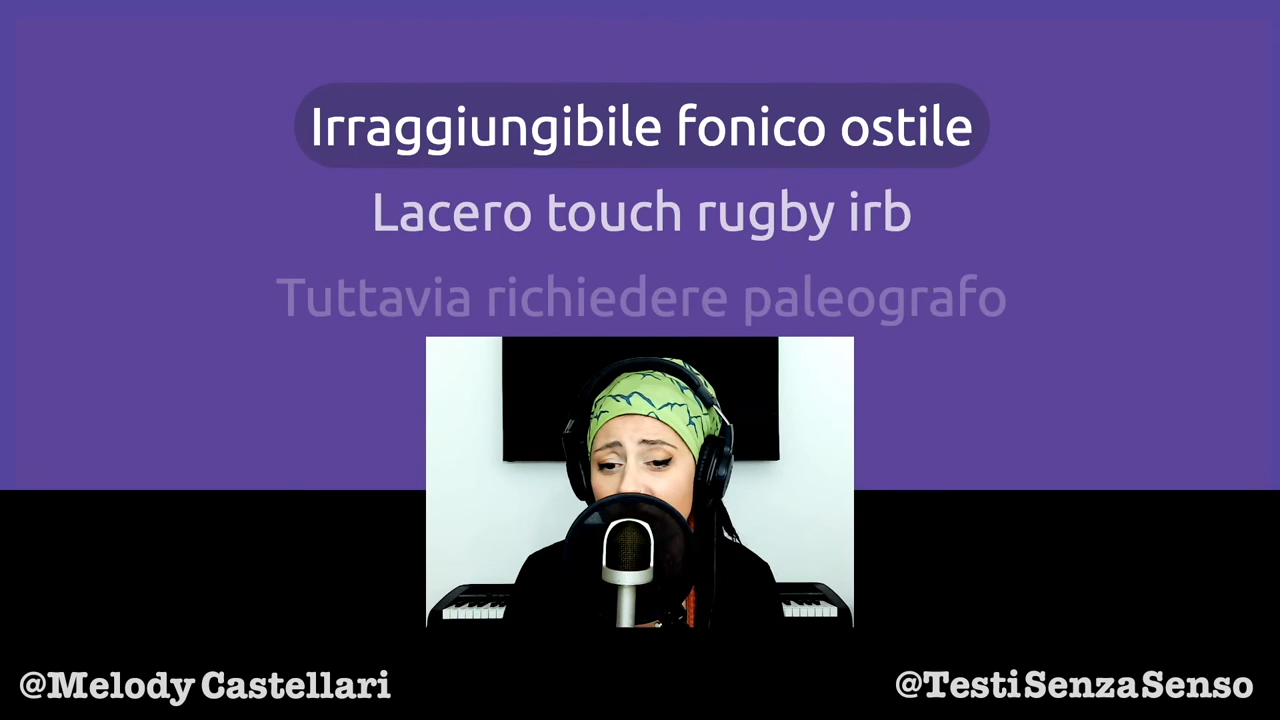 Irraggiungibile fonico ostile
Lacero touch rugby irb
Tuttavia richiedere paleografo
@Melody Castellari
@TestiSenzaSenso